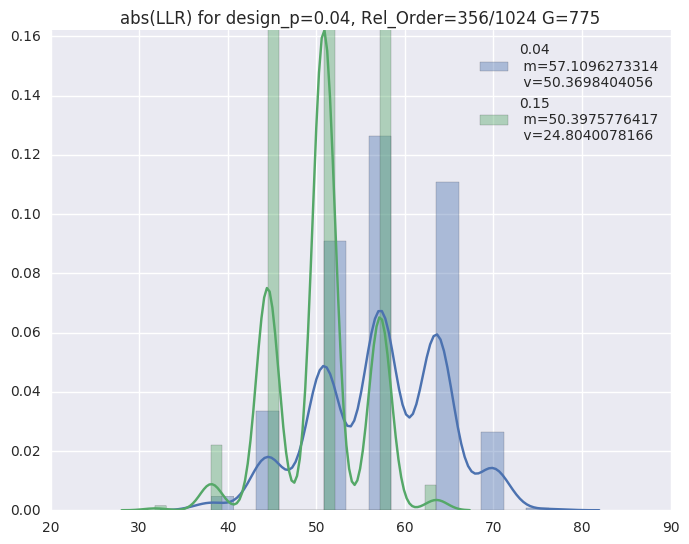 abs(LLR) for design_p=0.04, Rel_Order=356/1024 G=775
0.16
0.14
0.12
0.10
0.08
0.06
0.04
0.02
0.00
20 30 40 50 60 70 80 90
0.04
m=57.1096273314
v=50.3698404056
0.15
m=50.3975776417
v=24.8040078166